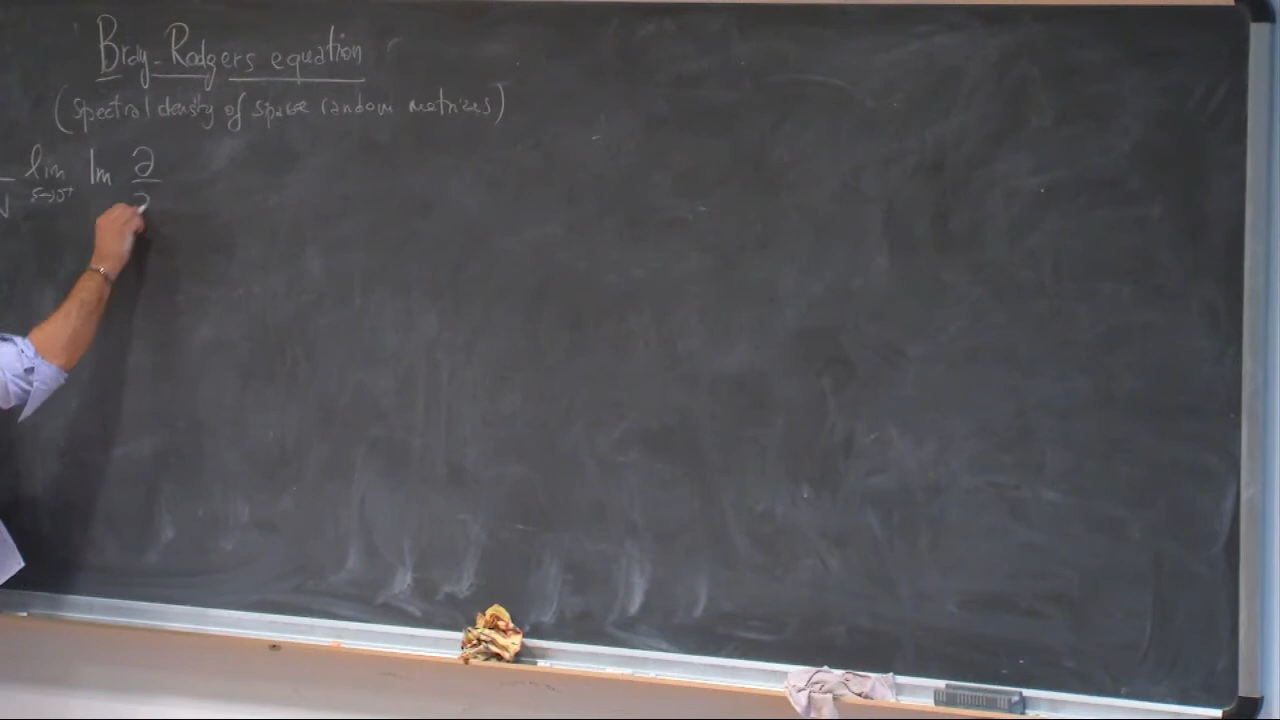 Bray-Rodgers equation
(spectral density of sparse random matrices)
lim Im ∂
ε→0⁺